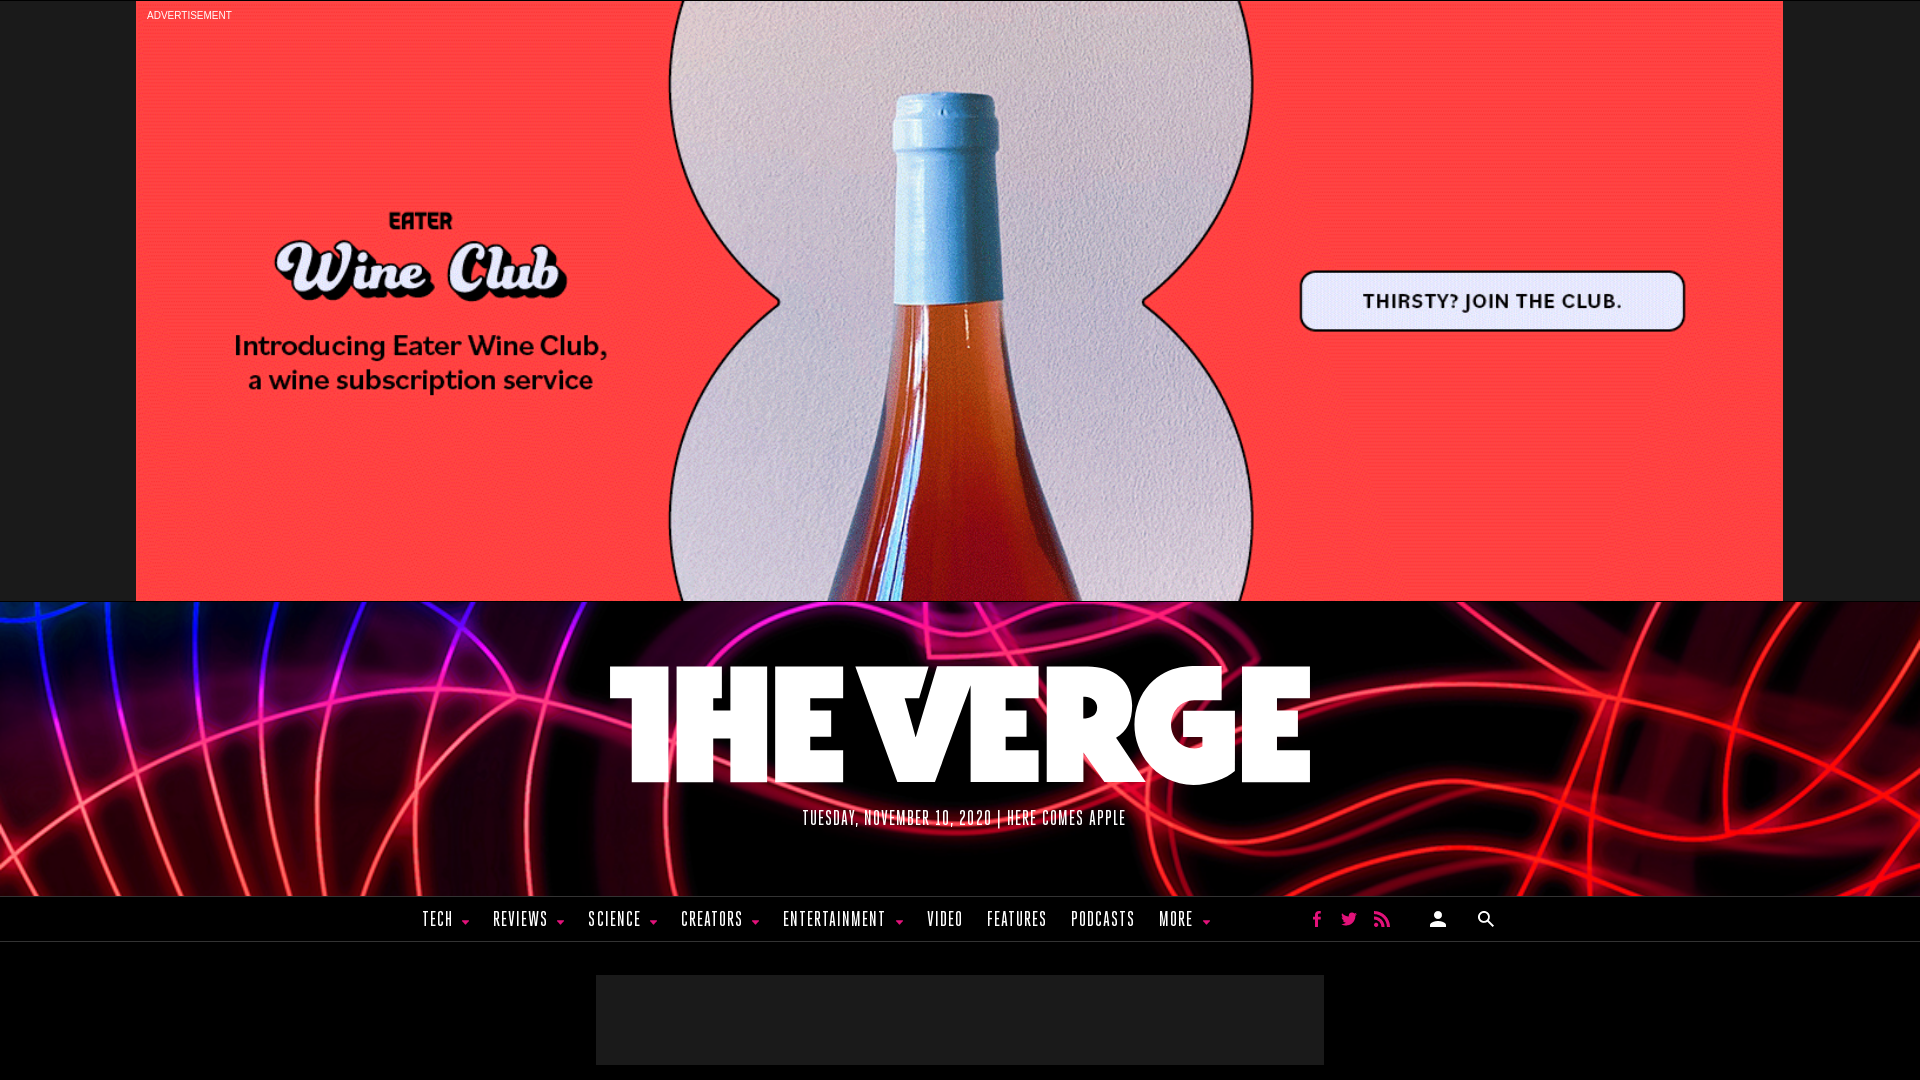 ADVERTISEMENT
EATER
Wine Club
Introducing Eater Wine Club,
a wine subscription service
THIRSTY? JOIN THE CLUB.
THE VERGE
TUESDAY, NOVEMBER 10, 2020 | HERE COMES APPLE
TECH REVIEWS SCIENCE CREATORS ENTERTAINMENT VIDEO FEATURES PODCASTS MORE